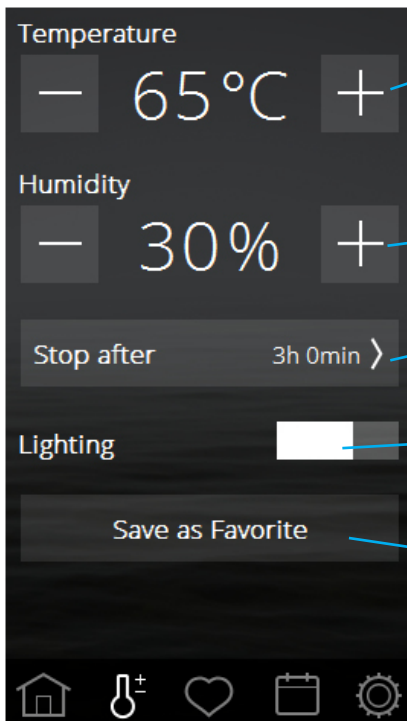 Temperature
— 65°C +
Humidity
— 30% +
Stop after 3h 0min ⟩
Lighting
Save as Favorite